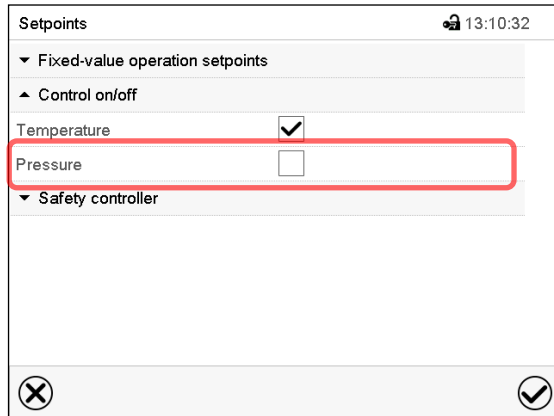 Setpoints 13:10:32
Fixed-value operation setpoints
Control on/off
Temperature
Pressure
Safety controller